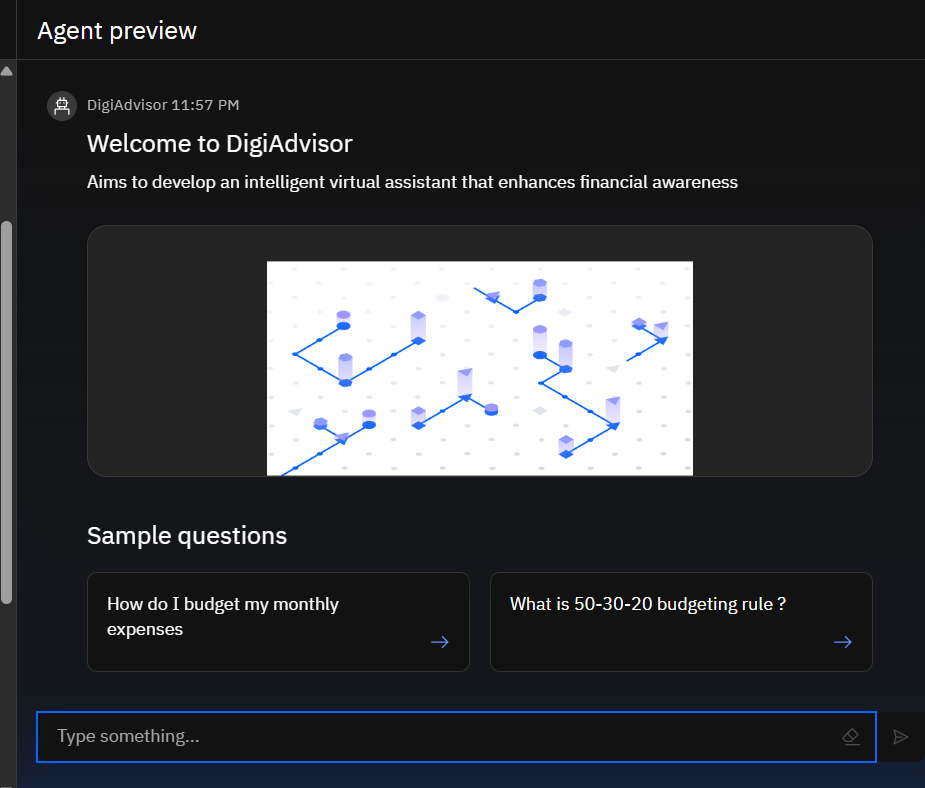 Agent preview
DigiAdvisor 11:57 PM
Welcome to DigiAdvisor
Aims to develop an intelligent virtual assistant that enhances financial awareness
Sample questions
How do I budget my monthly
expenses
What is 50-30-20 budgeting rule ?
Type something...